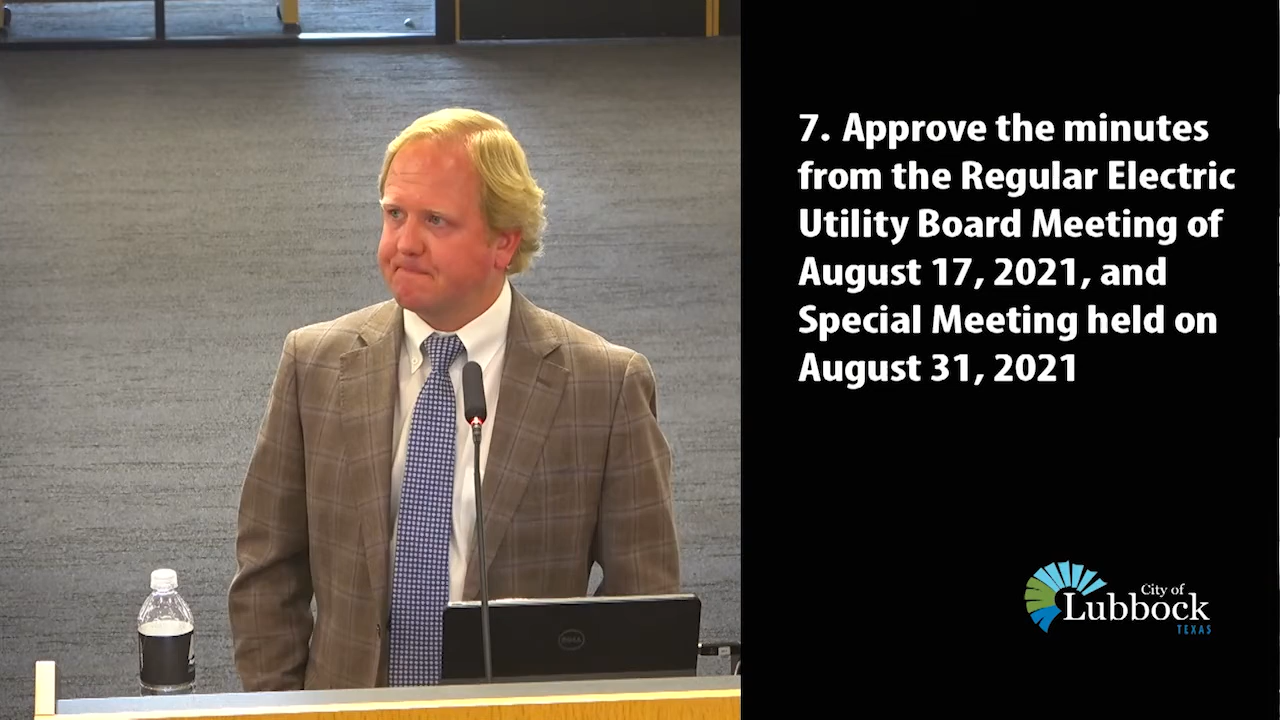 7. Approve the minutes
from the Regular Electric
Utility Board Meeting of
August 17, 2021, and
Special Meeting held on
August 31, 2021
City of
Lubbock
TEXAS
DELL